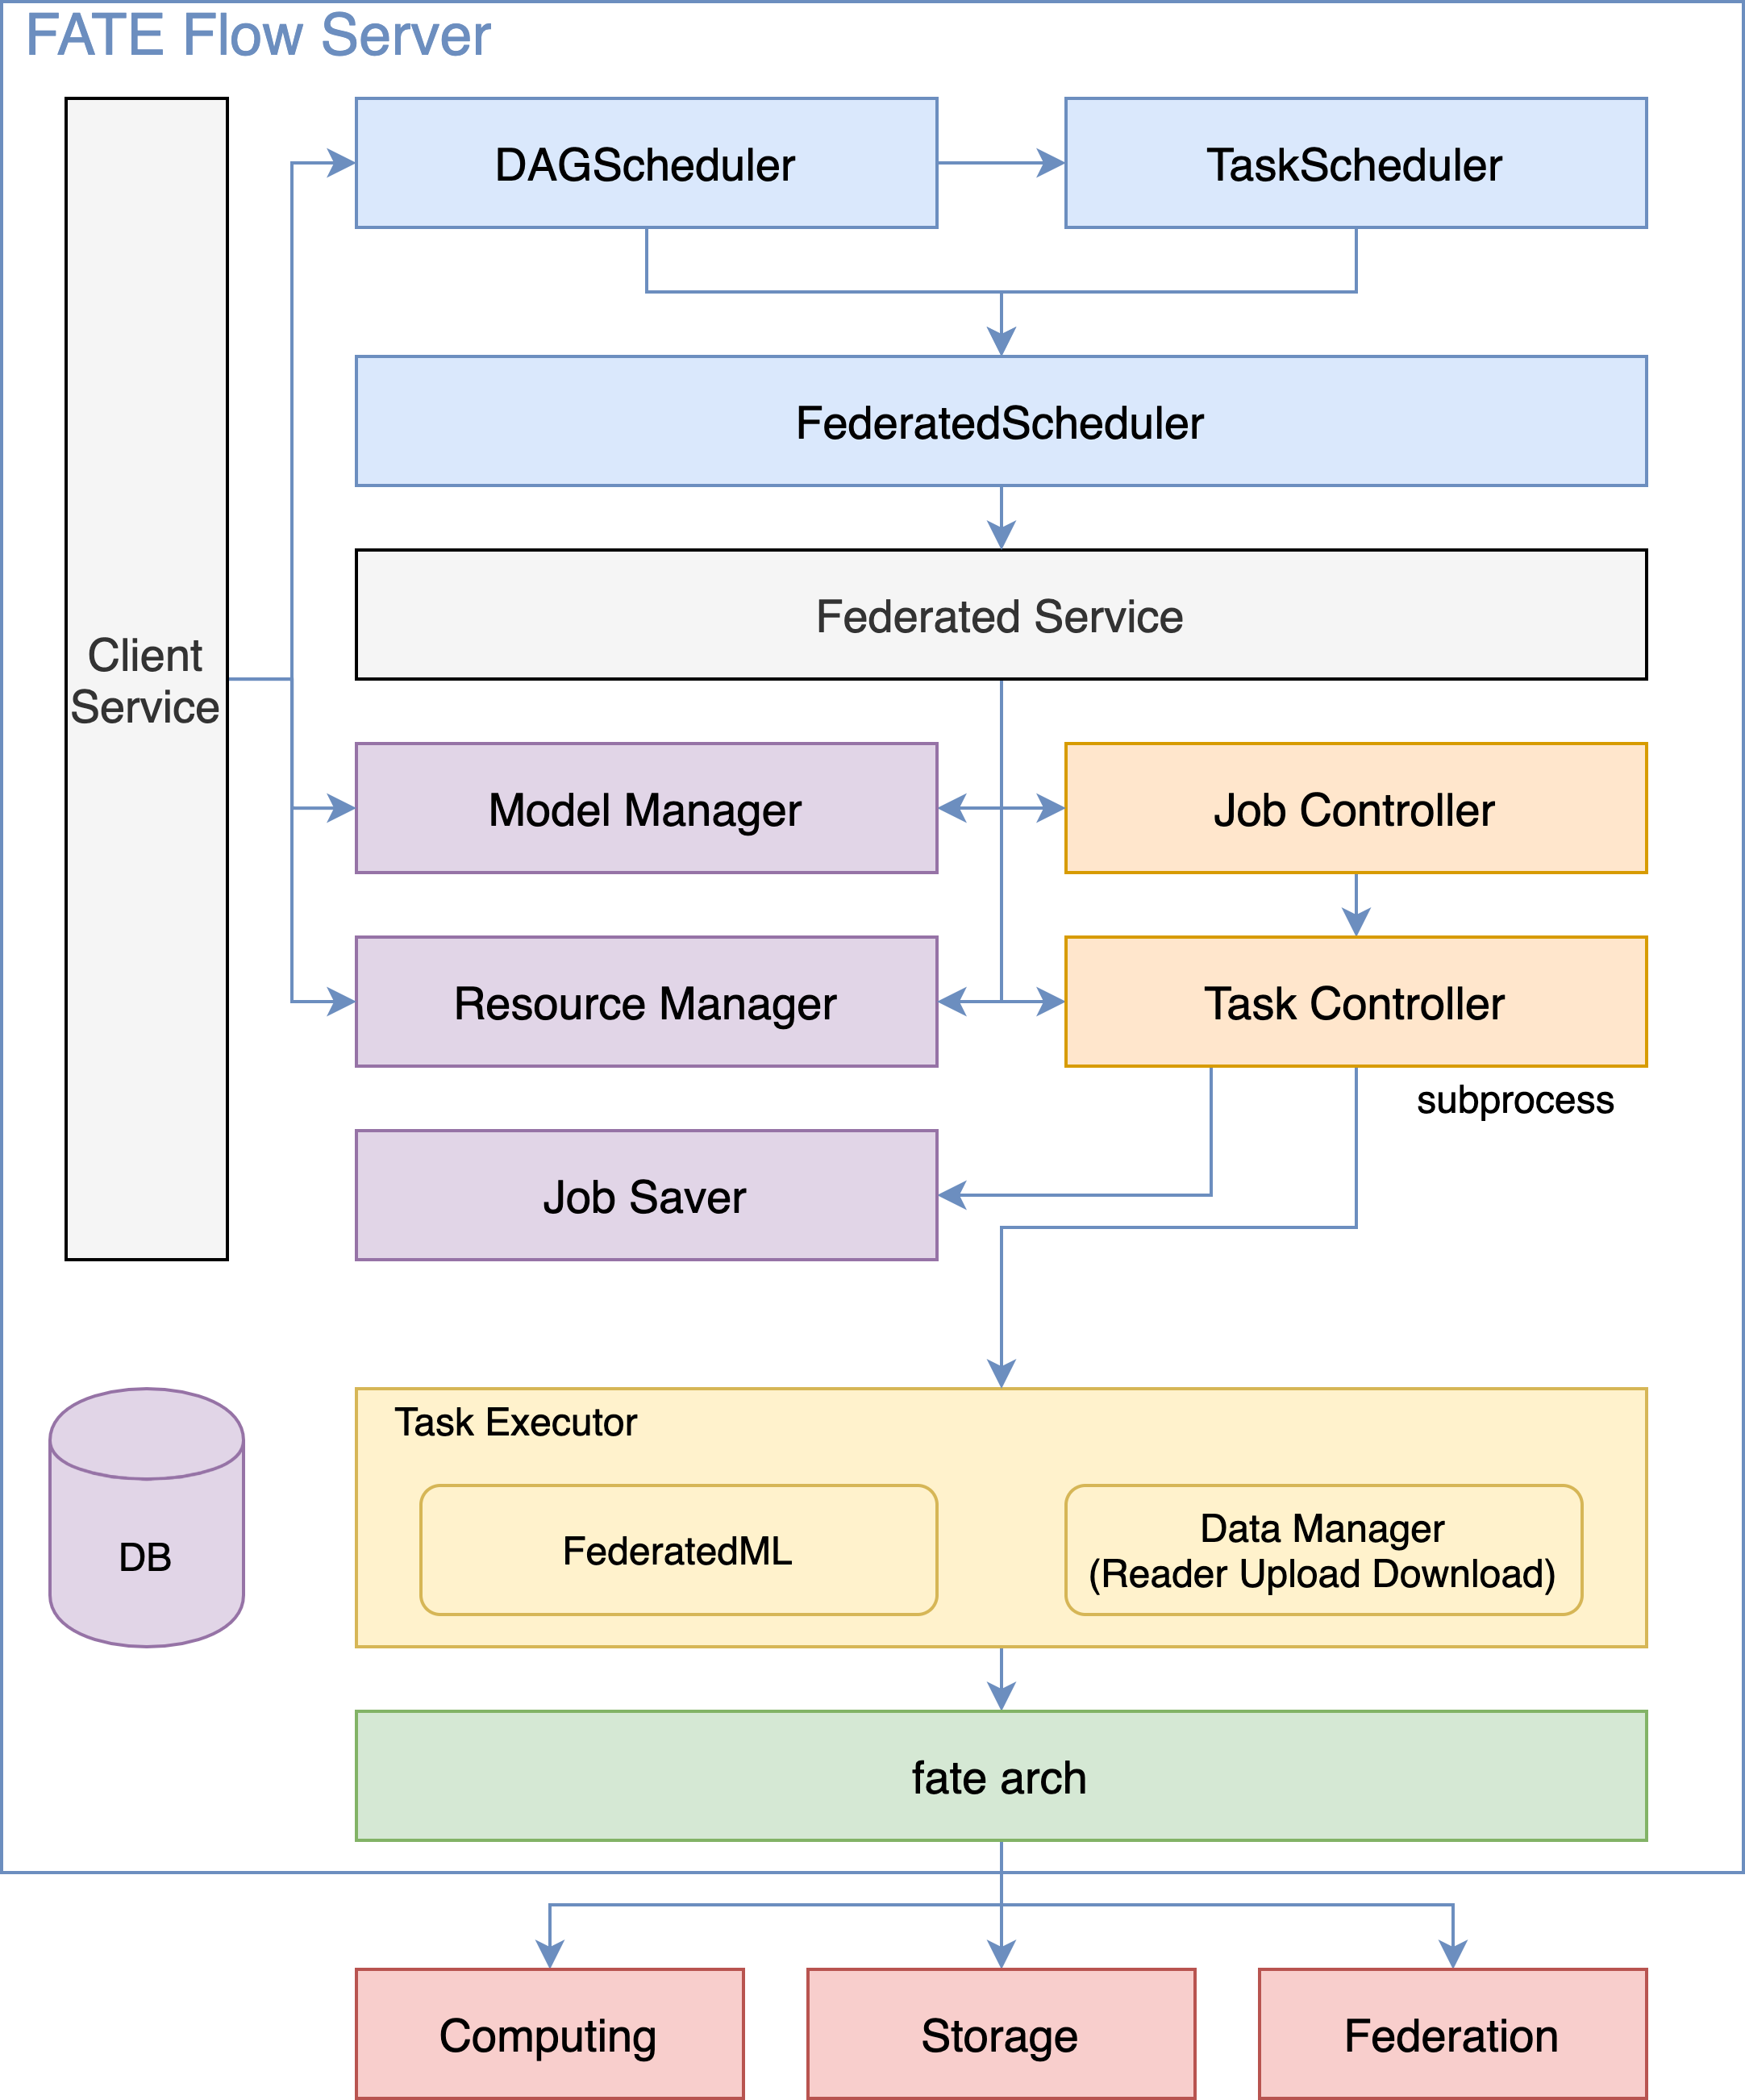 FATE Flow Server
DAGScheduler
TaskScheduler
FederatedScheduler
Federated Service
Client
Service
Model Manager
Job Controller
Resource Manager
Task Controller
subprocess
Job Saver
Task Executor
FederatedML
Data Manager
(Reader Upload Download)
DB
fate arch
Computing
Storage
Federation